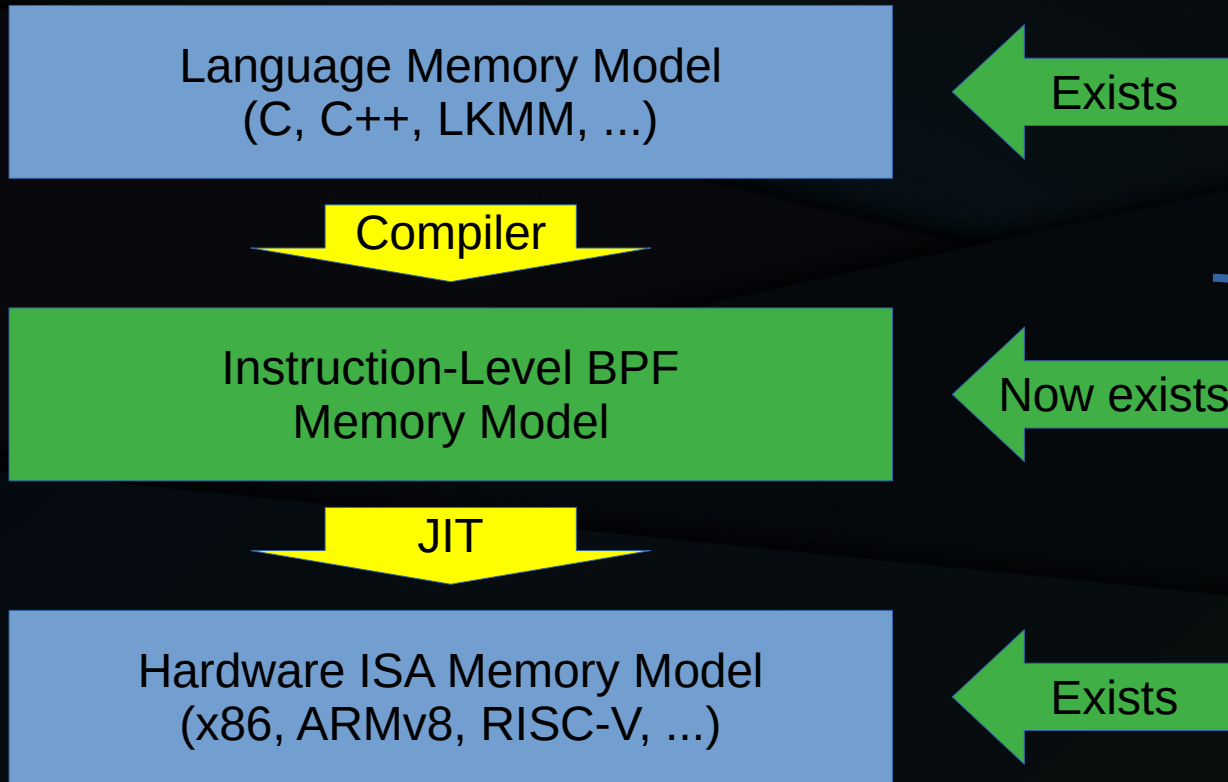 Language Memory Model
(C, C++, LKMM, ...)
Exists
Compiler
Instruction-Level BPF
Memory Model
Now exists
JIT
Hardware ISA Memory Model
(x86, ARMv8, RISC-V, ...)
Exists